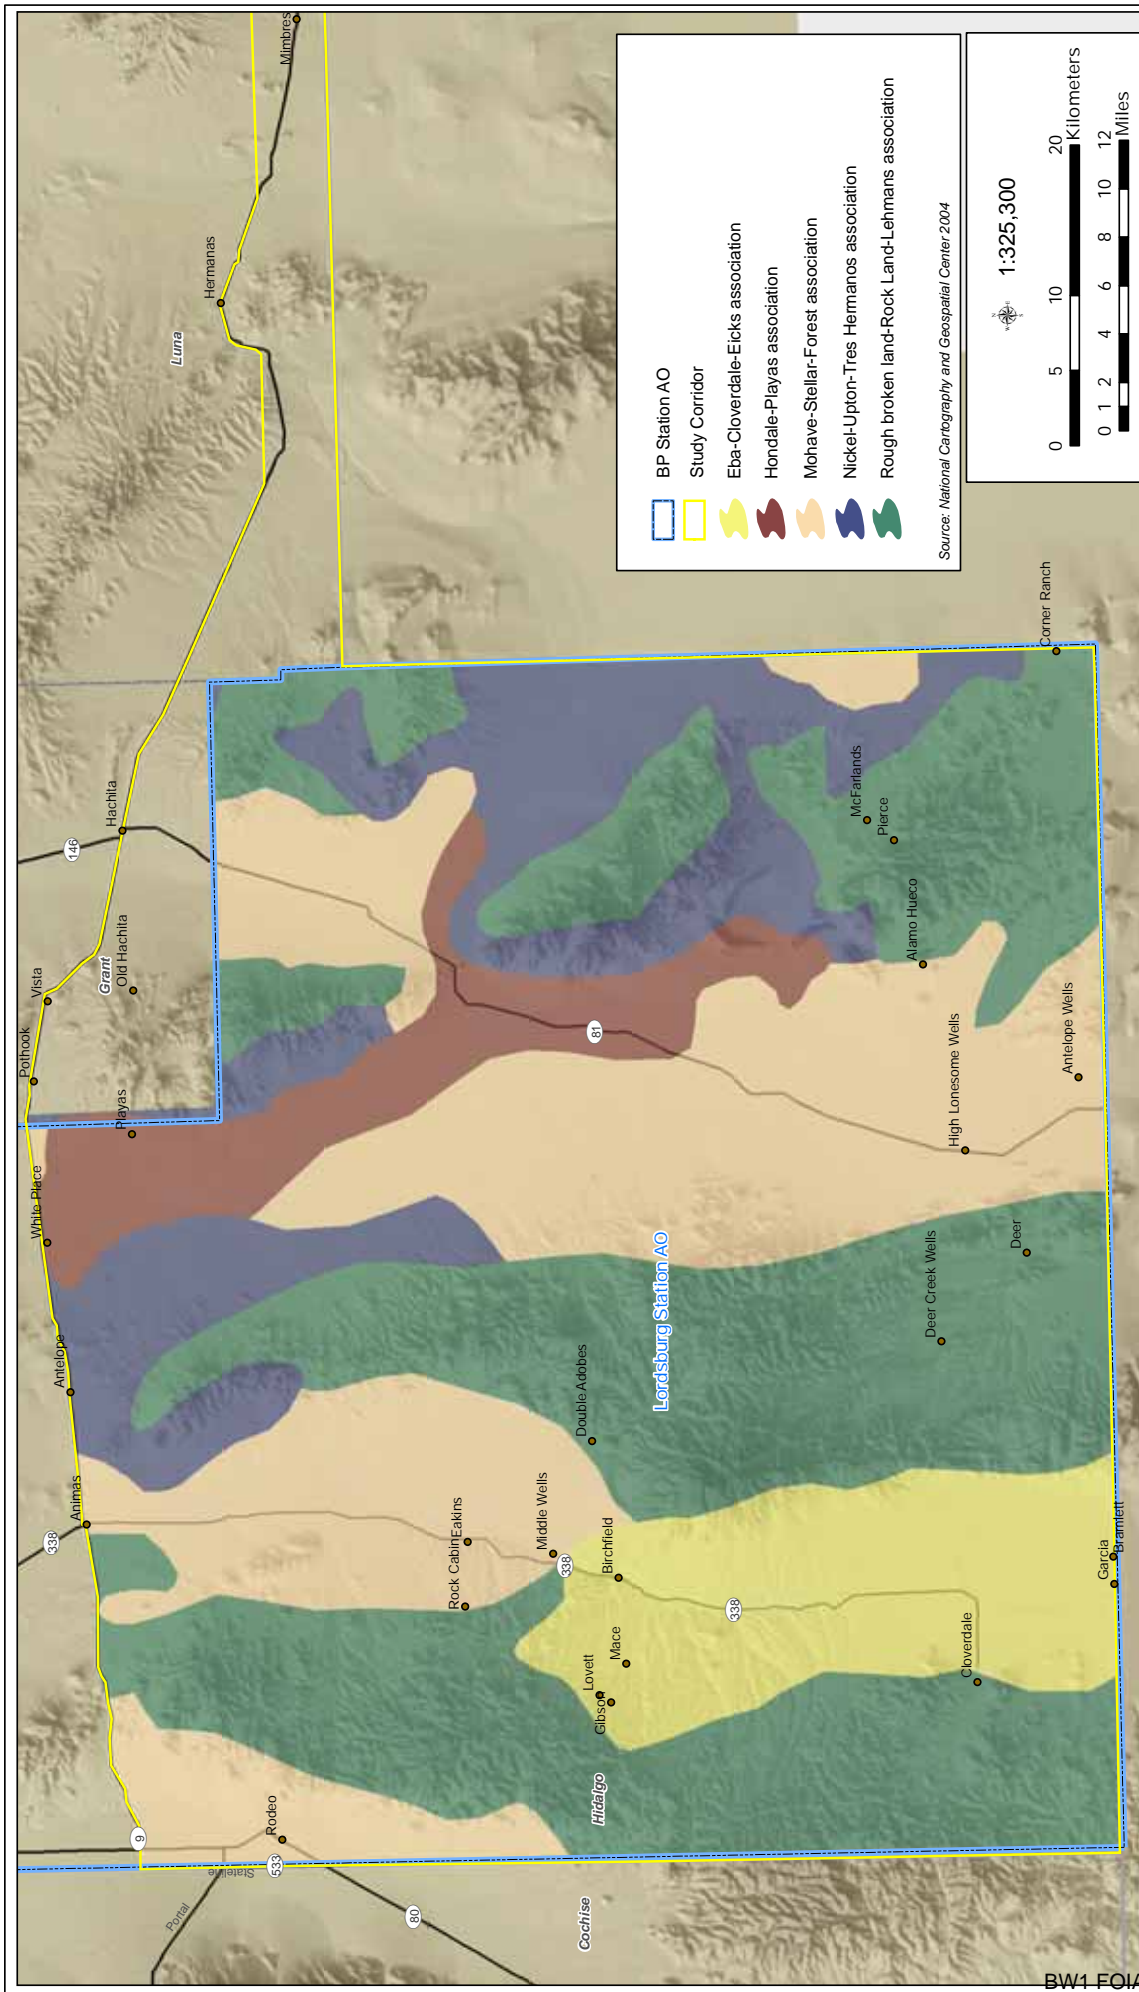 Mimbres
Hermanas
Luna
Hachita
146
Vista
Grant
Old Hachita
Pothook
Playas
White Place
Antelope
Animas
338
9
Rodeo
533
Stateline
Portal
80
Cochise
Hidalgo
Rock Cabin
Eakins
Middle Wells
338
Birchfield
Double Adobes
Lordsburg Station AO
Lovett
Gibson
Mace
338
Cloverdale
Garcia
Bramlett
Deer Creek Wells
Deer
High Lonesome Wells
Antelope Wells
81
Alamo Hueco
McFarlands
Pierce
Corner Ranch
BP Station AO
Study Corridor
Eba-Cloverdale-Eicks association
Hondale-Playas association
Mohave-Stellar-Forest association
Nickel-Upton-Tres Hermanos association
Rough broken land-Rock Land-Lehmans association
Source: National Cartography and Geospatial Center 2004
N
W
E
S
1:325,300
0 5 10 20
Kilometers
0 1 2 4 6 8 10 12
Miles
BW1 FOIA